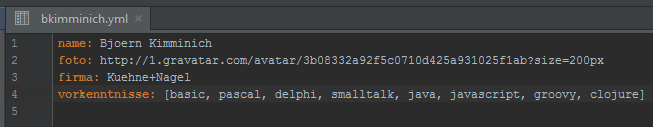 bkimminich.yml
1 name: Bjoern Kimminich
2 foto: http://1.gravatar.com/avatar/3b08332a92f5c0710d425a931025f1ab?size=200px
3 firma: Kuehne+Nagel
4 vorkenntnisse: [basic, pascal, delphi, smalltalk, java, javascript, groovy, clojure]
5